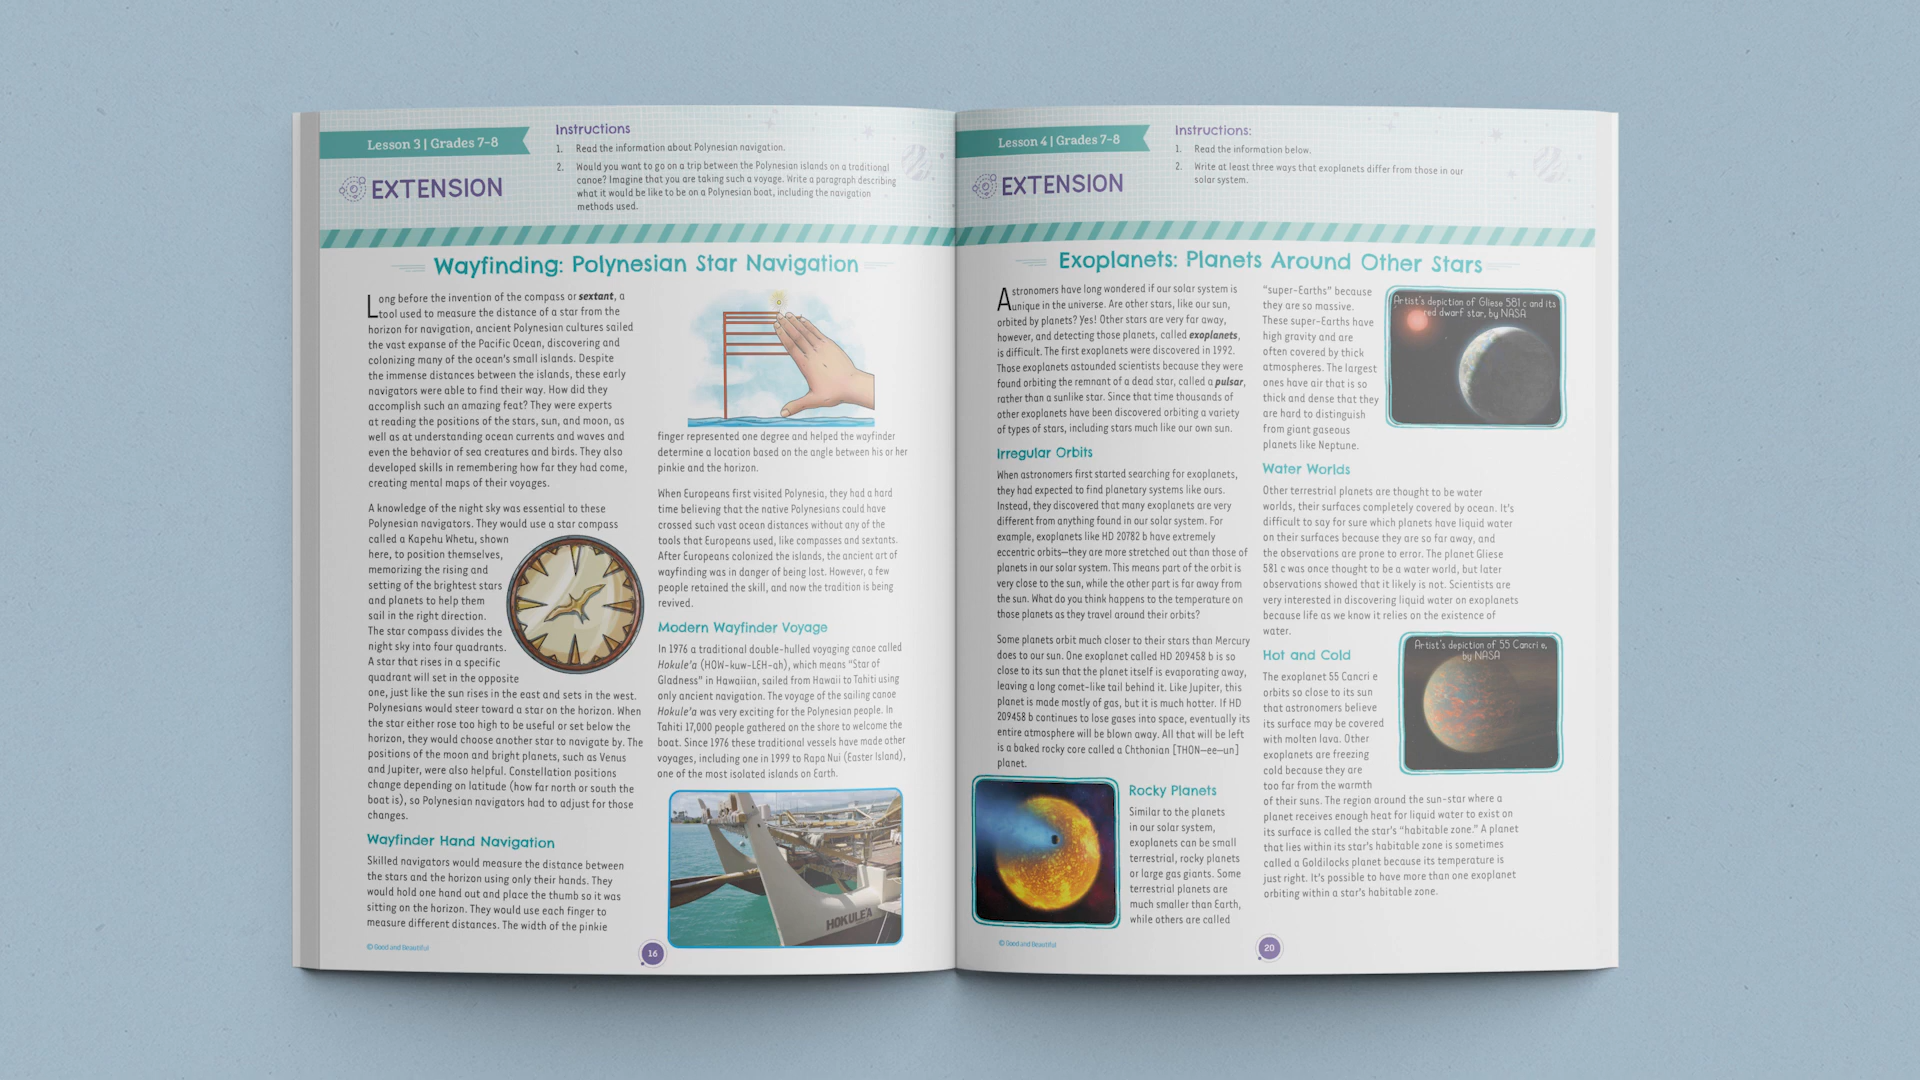 Lesson 3 | Grades 7–8
EXTENSION
Instructions
1. Read the information about Polynesian navigation.
2. Would you want to go on a trip between the Polynesian islands on a traditional
canoe? Imagine that you are taking such a voyage. Write a paragraph describing
what it would be like to be on a Polynesian boat, including the navigation
methods used.
Wayfinding: Polynesian Star Navigation
Long before the invention of the compass or sextant, a
tool used to measure the distance of a star from the
horizon for navigation, ancient Polynesian cultures sailed
the vast expanse of the Pacific Ocean, discovering and
colonizing many of the ocean's small islands. Despite
the immense distances between the islands, these early
navigators were able to find their way. How did they
accomplish such an amazing feat? They were experts
at reading the positions of the stars, sun, and moon, as
well as at understanding ocean currents and waves and
even the behavior of sea creatures and birds. They also
developed skills in remembering how far they had come,
creating mental maps of their voyages.
A knowledge of the night sky was essential to these
Polynesian navigators. They would use a star compass
called a Kapehu Whetu, shown
here, to position themselves,
memorizing the rising and
setting of the brightest stars
and planets to help them
sail in the right direction.
The star compass divides the
night sky into four quadrants.
A star that rises in a specific
quadrant will set in the opposite
one, just like the sun rises in the east and sets in the west.
Polynesians would steer toward a star on the horizon. When
the star either rose too high to be useful or set below the
horizon, they would choose another star to navigate by. The
positions of the moon and bright planets, such as Venus
and Jupiter, were also helpful. Constellation positions
change depending on latitude (how far north or south the
boat is), so Polynesian navigators had to adjust for those
changes.
Wayfinder Hand Navigation
Skilled navigators would measure the distance between
the stars and the horizon using only their hands. They
would hold one hand out and place the thumb so it was
sitting on the horizon. They would use each finger to
measure different distances. The width of the pinkie
finger represented one degree and helped the wayfinder
determine a location based on the angle between his or her
pinkie and the horizon.
When Europeans first visited Polynesia, they had a hard
time believing that the native Polynesians could have
crossed such vast ocean distances without any of the
tools that Europeans used, like compasses and sextants.
After Europeans colonized the islands, the ancient art of
wayfinding was in danger of being lost. However, a few
people retained the skill, and now the tradition is being
revived.
Modern Wayfinder Voyage
In 1976 a traditional double-hulled voyaging canoe called
Hokule'a (HOW-kuw-LEH-ah), which means "Star of
Gladness" in Hawaiian, sailed from Hawaii to Tahiti using
only ancient navigation. The voyage of the sailing canoe
Hokule'a was very exciting for the Polynesian people. In
Tahiti 17,000 people gathered on the shore to welcome the
boat. Since 1976 these traditional vessels have made other
voyages, including one in 1999 to Rapa Nui (Easter Island),
one of the most isolated islands on Earth.
HOKULE'A
© Good and Beautiful
16
Lesson 4 | Grades 7–8
EXTENSION
Instructions:
1. Read the information below.
2. Write at least three ways that exoplanets differ from those in our
solar system.
Exoplanets: Planets Around Other Stars
Astronomers have long wondered if our solar system is
unique in the universe. Are other stars, like our sun,
orbited by planets? Yes! Other stars are very far away,
however, and detecting those planets, called exoplanets,
is difficult. The first exoplanets were discovered in 1992.
Those exoplanets astounded scientists because they were
found orbiting the remnant of a dead star, called a pulsar,
rather than a sunlike star. Since that time thousands of
other exoplanets have been discovered orbiting a variety
of types of stars, including stars much like our own sun.
Irregular Orbits
When astronomers first started searching for exoplanets,
they had expected to find planetary systems like ours.
Instead, they discovered that many exoplanets are very
different from anything found in our solar system. For
example, exoplanets like HD 20782 b have extremely
eccentric orbits—they are more stretched out than those of
planets in our solar system. This means part of the orbit is
very close to the sun, while the other part is far away from
the sun. What do you think happens to the temperature on
those planets as they travel around their orbits?
Some planets orbit much closer to their stars than Mercury
does to our sun. One exoplanet called HD 209458 b is so
close to its sun that the planet itself is evaporating away,
leaving a long comet-like tail behind it. Like Jupiter, this
planet is made mostly of gas, but it is much hotter. If HD
209458 b continues to lose gases into space, eventually its
entire atmosphere will be blown away. All that will be left
is a baked rocky core called a Chthonian [THON—ee—un]
planet.
Rocky Planets
Similar to the planets
in our solar system,
exoplanets can be small
terrestrial, rocky planets
or large gas giants. Some
terrestrial planets are
much smaller than Earth,
while others are called
"super-Earths" because
they are so massive.
These super-Earths have
high gravity and are
often covered by thick
atmospheres. The largest
ones have air that is so
thick and dense that they
are hard to distinguish
from giant gaseous
planets like Neptune.
Artist's depiction of Gliese 581 c and its
red dwarf star, by NASA
Water Worlds
Other terrestrial planets are thought to be water
worlds, their surfaces completely covered by ocean. It's
difficult to say for sure which planets have liquid water
on their surfaces because they are so far away, and
the observations are prone to error. The planet Gliese
581 c was once thought to be a water world, but later
observations showed that it likely is not. Scientists are
very interested in discovering liquid water on exoplanets
because life as we know it relies on the existence of
water.
Hot and Cold
The exoplanet 55 Cancri e
orbits so close to its sun
that astronomers believe
its surface may be covered
with molten lava. Other
exoplanets are freezing
cold because they are
too far from the warmth
of their suns. The region around the sun-star where a
planet receives enough heat for liquid water to exist on
its surface is called the star's "habitable zone." A planet
that lies within its star's habitable zone is sometimes
called a Goldilocks planet because its temperature is
just right. It's possible to have more than one exoplanet
orbiting within a star's habitable zone.
Artist's depiction of 55 Cancri e,
by NASA
© Good and Beautiful
20